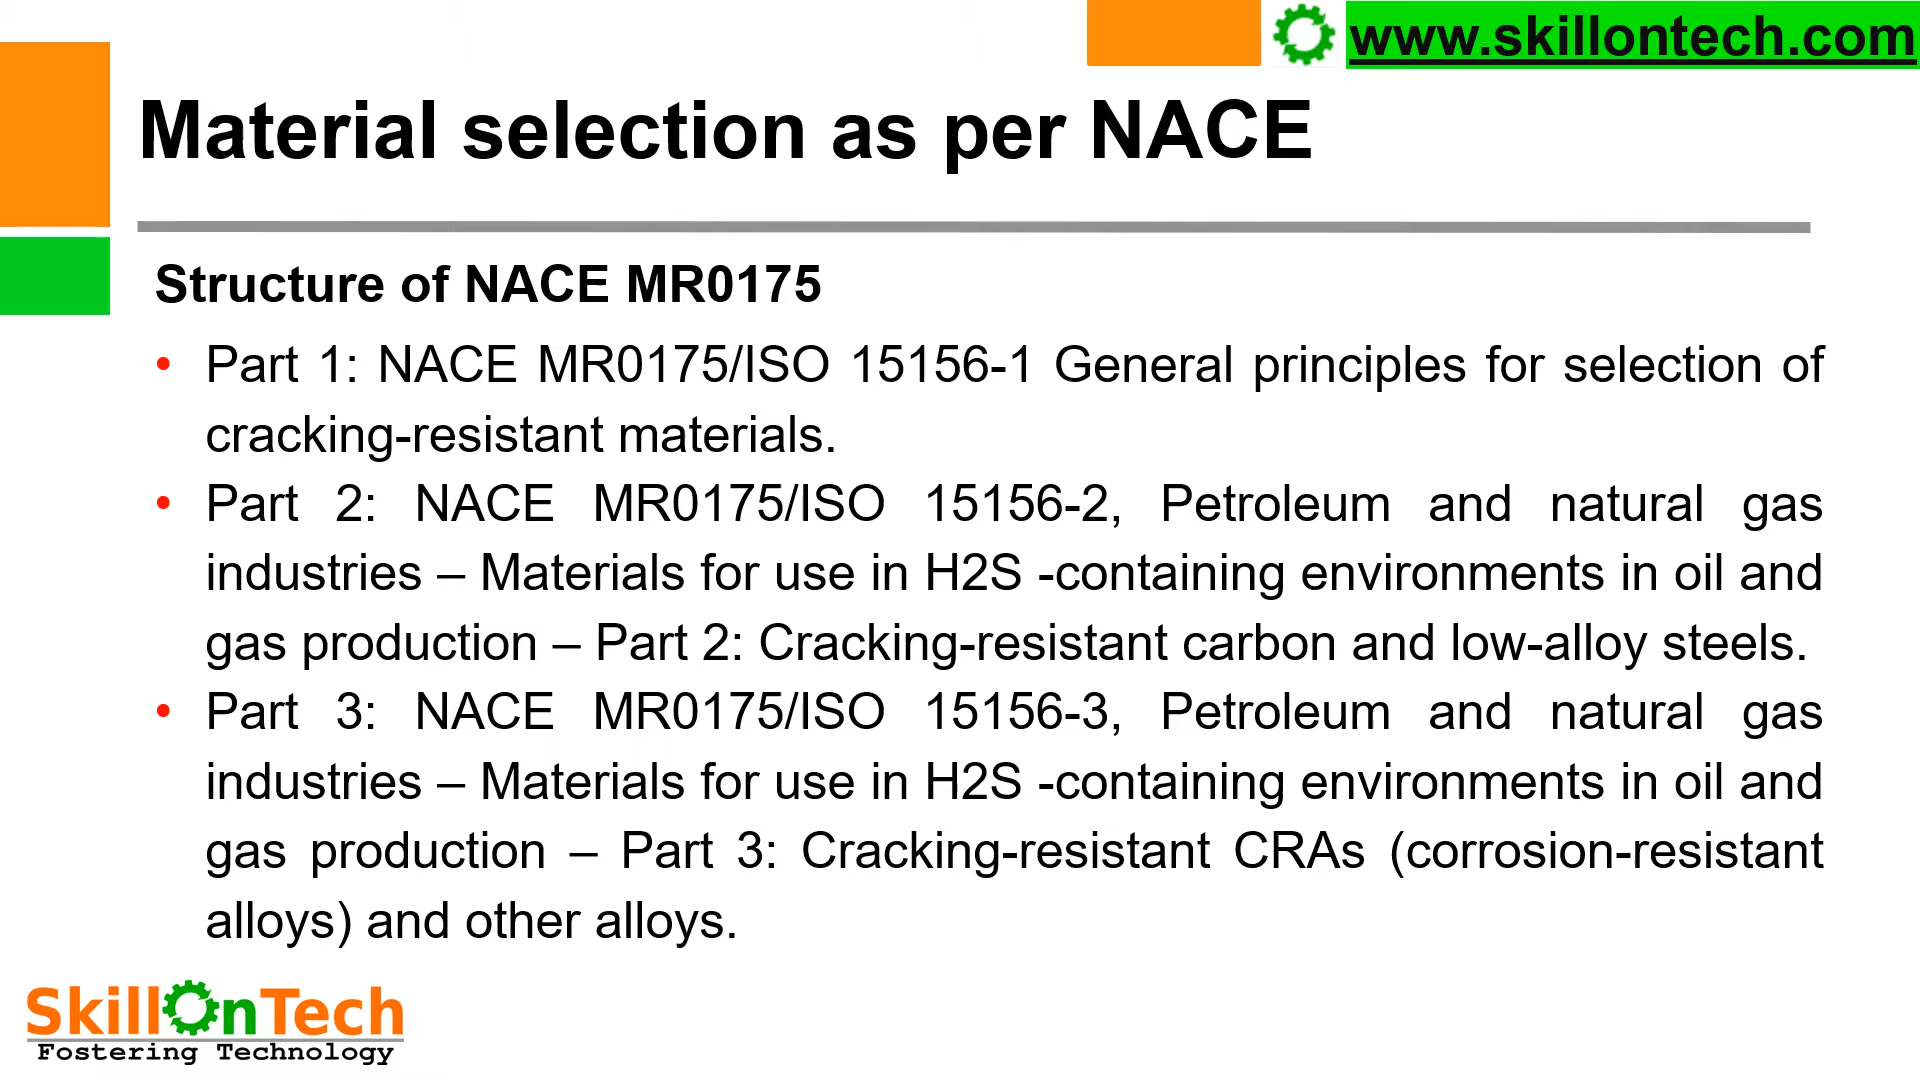 www.skillontech.com
Material selection as per NACE
Structure of NACE MR0175
• Part 1: NACE MR0175/ISO 15156-1 General principles for selection of
cracking-resistant materials.
• Part 2: NACE MR0175/ISO 15156-2, Petroleum and natural gas
industries – Materials for use in H2S -containing environments in oil and
gas production – Part 2: Cracking-resistant carbon and low-alloy steels.
• Part 3: NACE MR0175/ISO 15156-3, Petroleum and natural gas
industries – Materials for use in H2S -containing environments in oil and
gas production – Part 3: Cracking-resistant CRAs (corrosion-resistant
alloys) and other alloys.
SkillOnTech
Fostering Technology